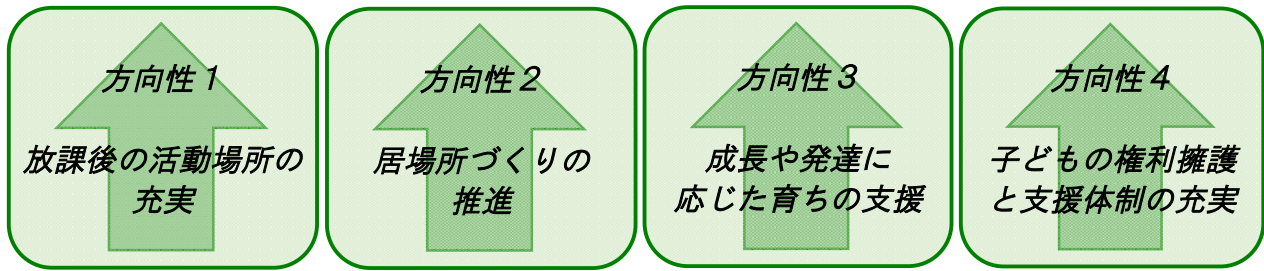 方向性１
放課後の活動場所の
充実
方向性２
居場所づくりの
推進
方向性３
成長や発達に
応じた育ちの支援
方向性４
子どもの権利擁護
と支援体制の充実